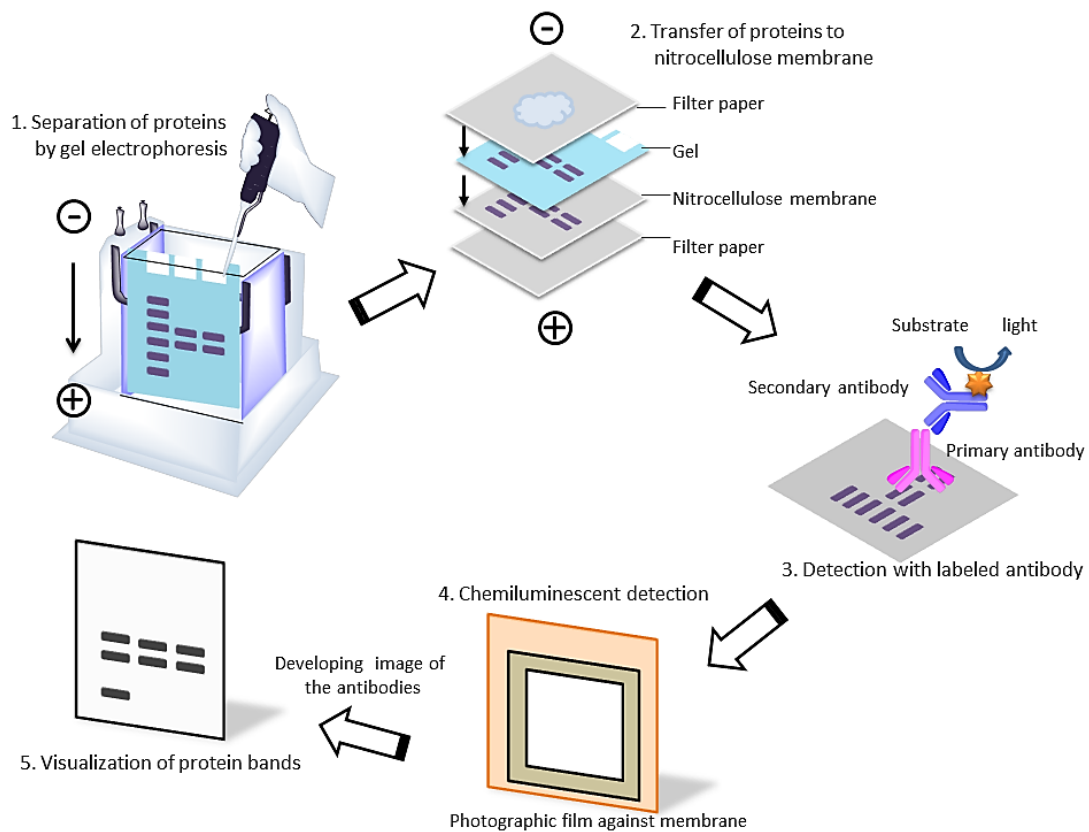 1. Separation of proteins
by gel electrophoresis
-
+
-
2. Transfer of proteins to
nitrocellulose membrane
Filter paper
Gel
Nitrocellulose membrane
Filter paper
+
Substrate light
Secondary antibody
Primary antibody
3. Detection with labeled antibody
4. Chemiluminescent detection
Photographic film against membrane
Developing image of
the antibodies
5. Visualization of protein bands